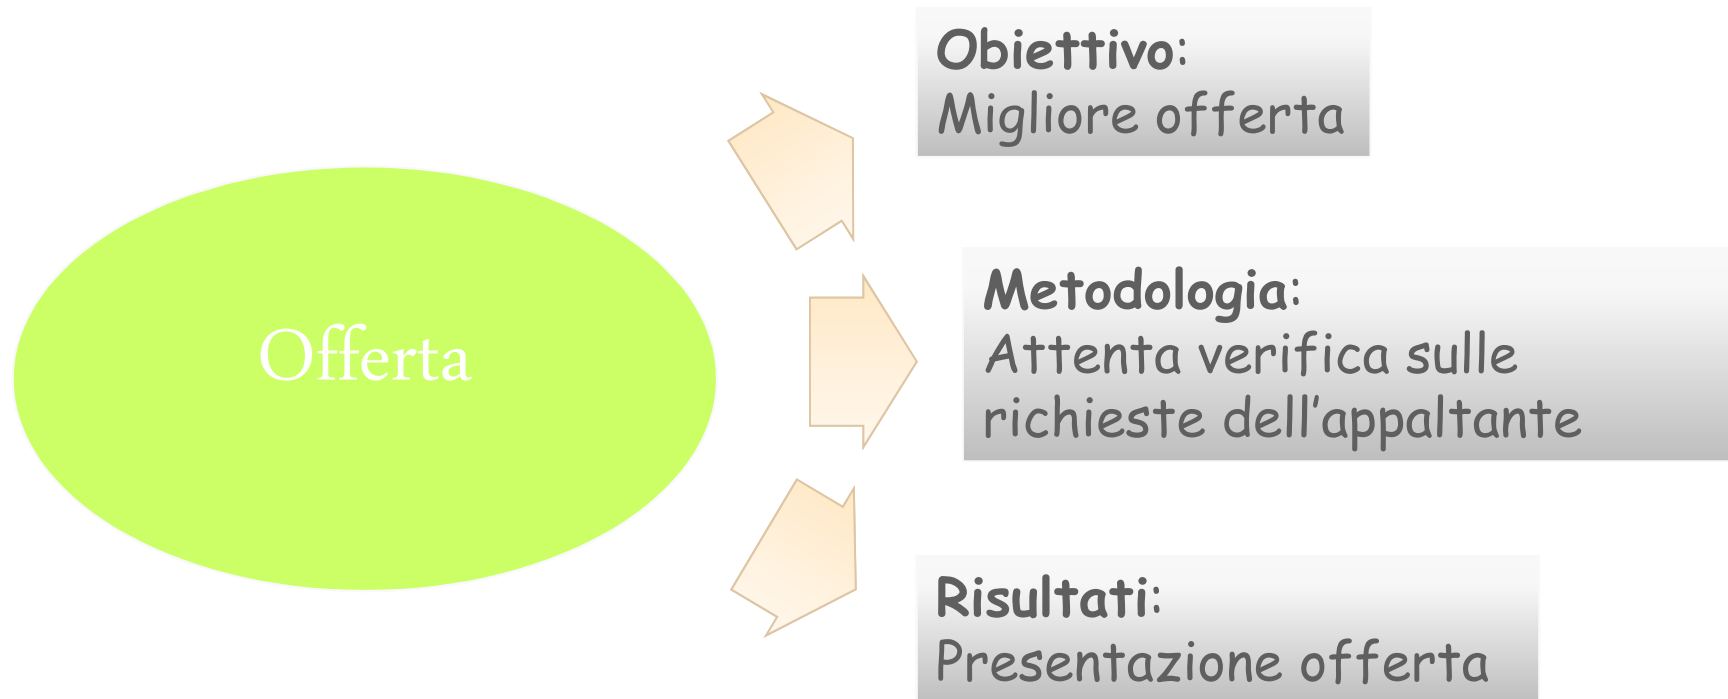 Offerta
Obiettivo:
Migliore offerta
Metodologia:
Attenta verifica sulle
richieste dell’appaltante
Risultati:
Presentazione offerta